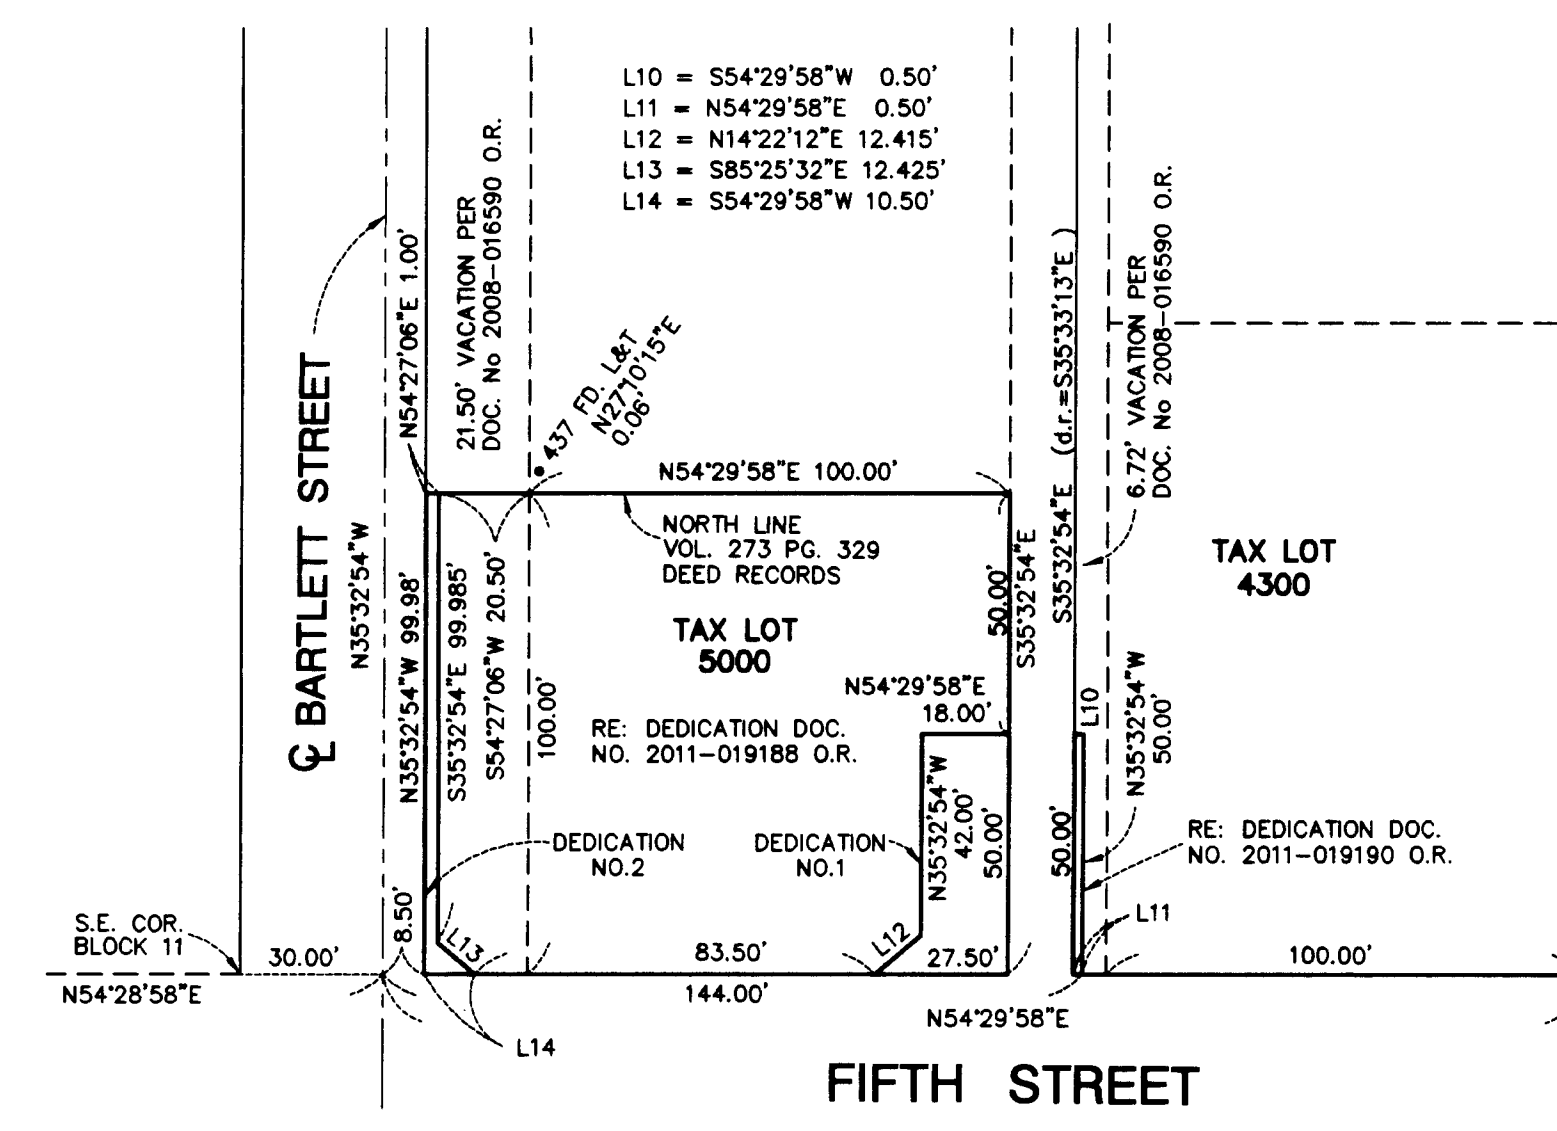 L10 = S54°29'58"W 0.50'
L11 = N54°29'58"E 0.50'
L12 = N14°22'12"E 12.415'
L13 = S85°25'32"E 12.425'
L14 = S54°29'58"W 10.50'
21.50' VACATION PER
DOC. No 2008-016590 O.R.
N54°27'06"E 1.00'
6.72' VACATION PER
DOC. No 2008-016590 O.R.
S35°32'54"E (d.r.=S35°33'13"E )
℄ BARTLETT STREET
N35°32'54"W
437 FD. L&T
N27°10'15"E
0.06'
N54°29'58"E 100.00'
NORTH LINE
VOL. 273 PG. 329
DEED RECORDS
TAX LOT
5000
TAX LOT
4300
N35°32'54"W 99.98'
S35°32'54"E 99.985'
S54°27'06"W 20.50'
100.00'
50.00'
S35°32'54"E
N54°29'58"E
18.00'
RE: DEDICATION DOC.
NO. 2011-019188 O.R.
L10
N35°32'54"W
50.00'
DEDICATION
NO.2
DEDICATION
NO.1
N35°32'54"W
42.00'
50.00'
50.00'
RE: DEDICATION DOC.
NO. 2011-019190 O.R.
L11
S.E. COR.
BLOCK 11
30.00'
8.50'
L13
83.50'
L12
27.50'
100.00'
N54°28'58"E
144.00'
N54°29'58"E
L14
FIFTH STREET